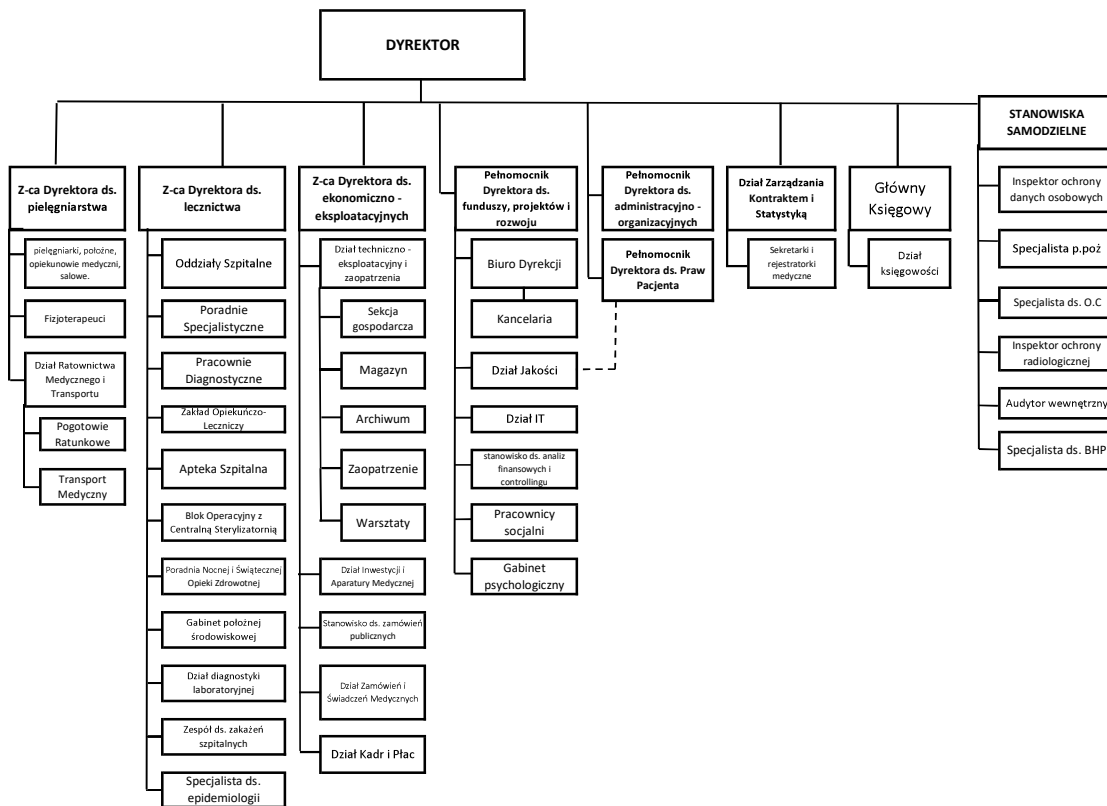 DYREKTOR
STANOWISKA
SAMODZIELNE
Z-ca Dyrektora ds.
pielęgniarstwa
pielęgniarki, położne,
opiekunowie medyczni,
salowe.
Fizjoterapeuci
Dział Ratownictwa
Medycznego i
Transportu
Pogotowie
Ratunkowe
Transport
Medyczny
Z-ca Dyrektora ds.
lecznictwa
Oddziały Szpitalne
Poradnie
Specjalistyczne
Pracownie
Diagnostyczne
Zakład Opiekuńczo-
Leczniczy
Apteka Szpitalna
Blok Operacyjny z
Centralną Sterylizatornią
Poradnia Nocnej i Świątecznej
Opieki Zdrowotnej
Gabinet położnej
środowiskowej
Dział diagnostyki
laboratoryjnej
Zespół ds. zakażeń
szpitalnych
Specjalista ds.
epidemiologii
Z-ca Dyrektora ds.
ekonomiczno -
eksploatacyjnych
Dział techniczno -
eksploatacyjny i
zaopatrzenia
Sekcja
gospodarcza
Magazyn
Archiwum
Zaopatrzenie
Warsztaty
Dział Inwestycji i
Aparatury Medycznej
Stanowisko ds. zamówień
publicznych
Dział Zamówień i
Świadczeń Medycznych
Dział Kadr i Płac
Pełnomocnik
Dyrektora ds.
funduszy, projektów i
rozwoju
Biuro Dyrekcji
Kancelaria
Dział Jakości
Dział IT
stanowisko ds. analiz
finansowych i
controllingu
Pracownicy
socjalni
Gabinet
psychologiczny
Pełnomocnik
Dyrektora ds.
administracyjno -
organizacyjnych
Pełnomocnik
Dyrektora ds. Praw
Pacjenta
Dział Zarządzania
Kontraktem i
Statystyką
Sekretarki i
rejestratorki
medyczne
Główny
Księgowy
Dział
księgowości
Inspektor ochrony
danych osobowych
Specjalista p.poż
Specjalista ds. O.C
Inspektor ochrony
radiologicznej
Audytor wewnętrzny
Specjalista ds. BHP